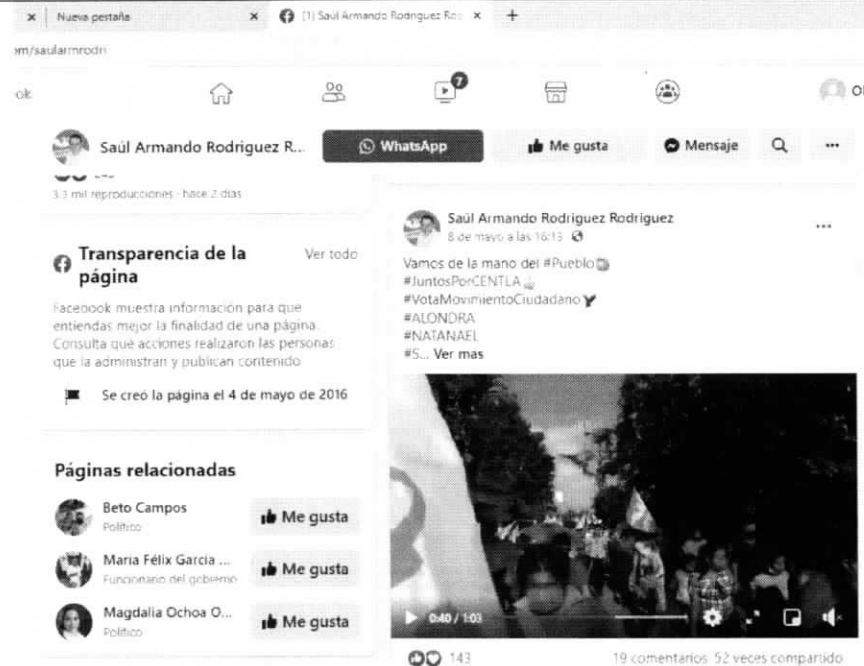 Nueva pestaña
(1) Saúl Armando Rodriguez Ro
om/saularmrodri
ok
7
Saúl Armando Rodriguez R...
WhatsApp
Me gusta
Mensaje
3.3 mil reproducciones · hace 2 días
Transparencia de la
página
Ver todo
Facebook muestra información para que
entiendas mejor la finalidad de una página.
Consulta qué acciones realizaron las personas
que la administran y publican contenido.
Se creó la página el 4 de mayo de 2016
Páginas relacionadas
Beto Campos
Político
Me gusta
Maria Félix García ...
Funcionario del gobierno
Me gusta
Magdalia Ochoa O...
Político
Me gusta
Saúl Armando Rodriguez Rodriguez
8 de mayo a las 16:13
Vamos de la mano del #Pueblo
#JuntosPorCENTLA
#VotaMovimientoCiudadano
#ALONDRA
#NATANAEL
#S... Ver más
0:40 / 1:03
143
19 comentarios 52 veces compartido